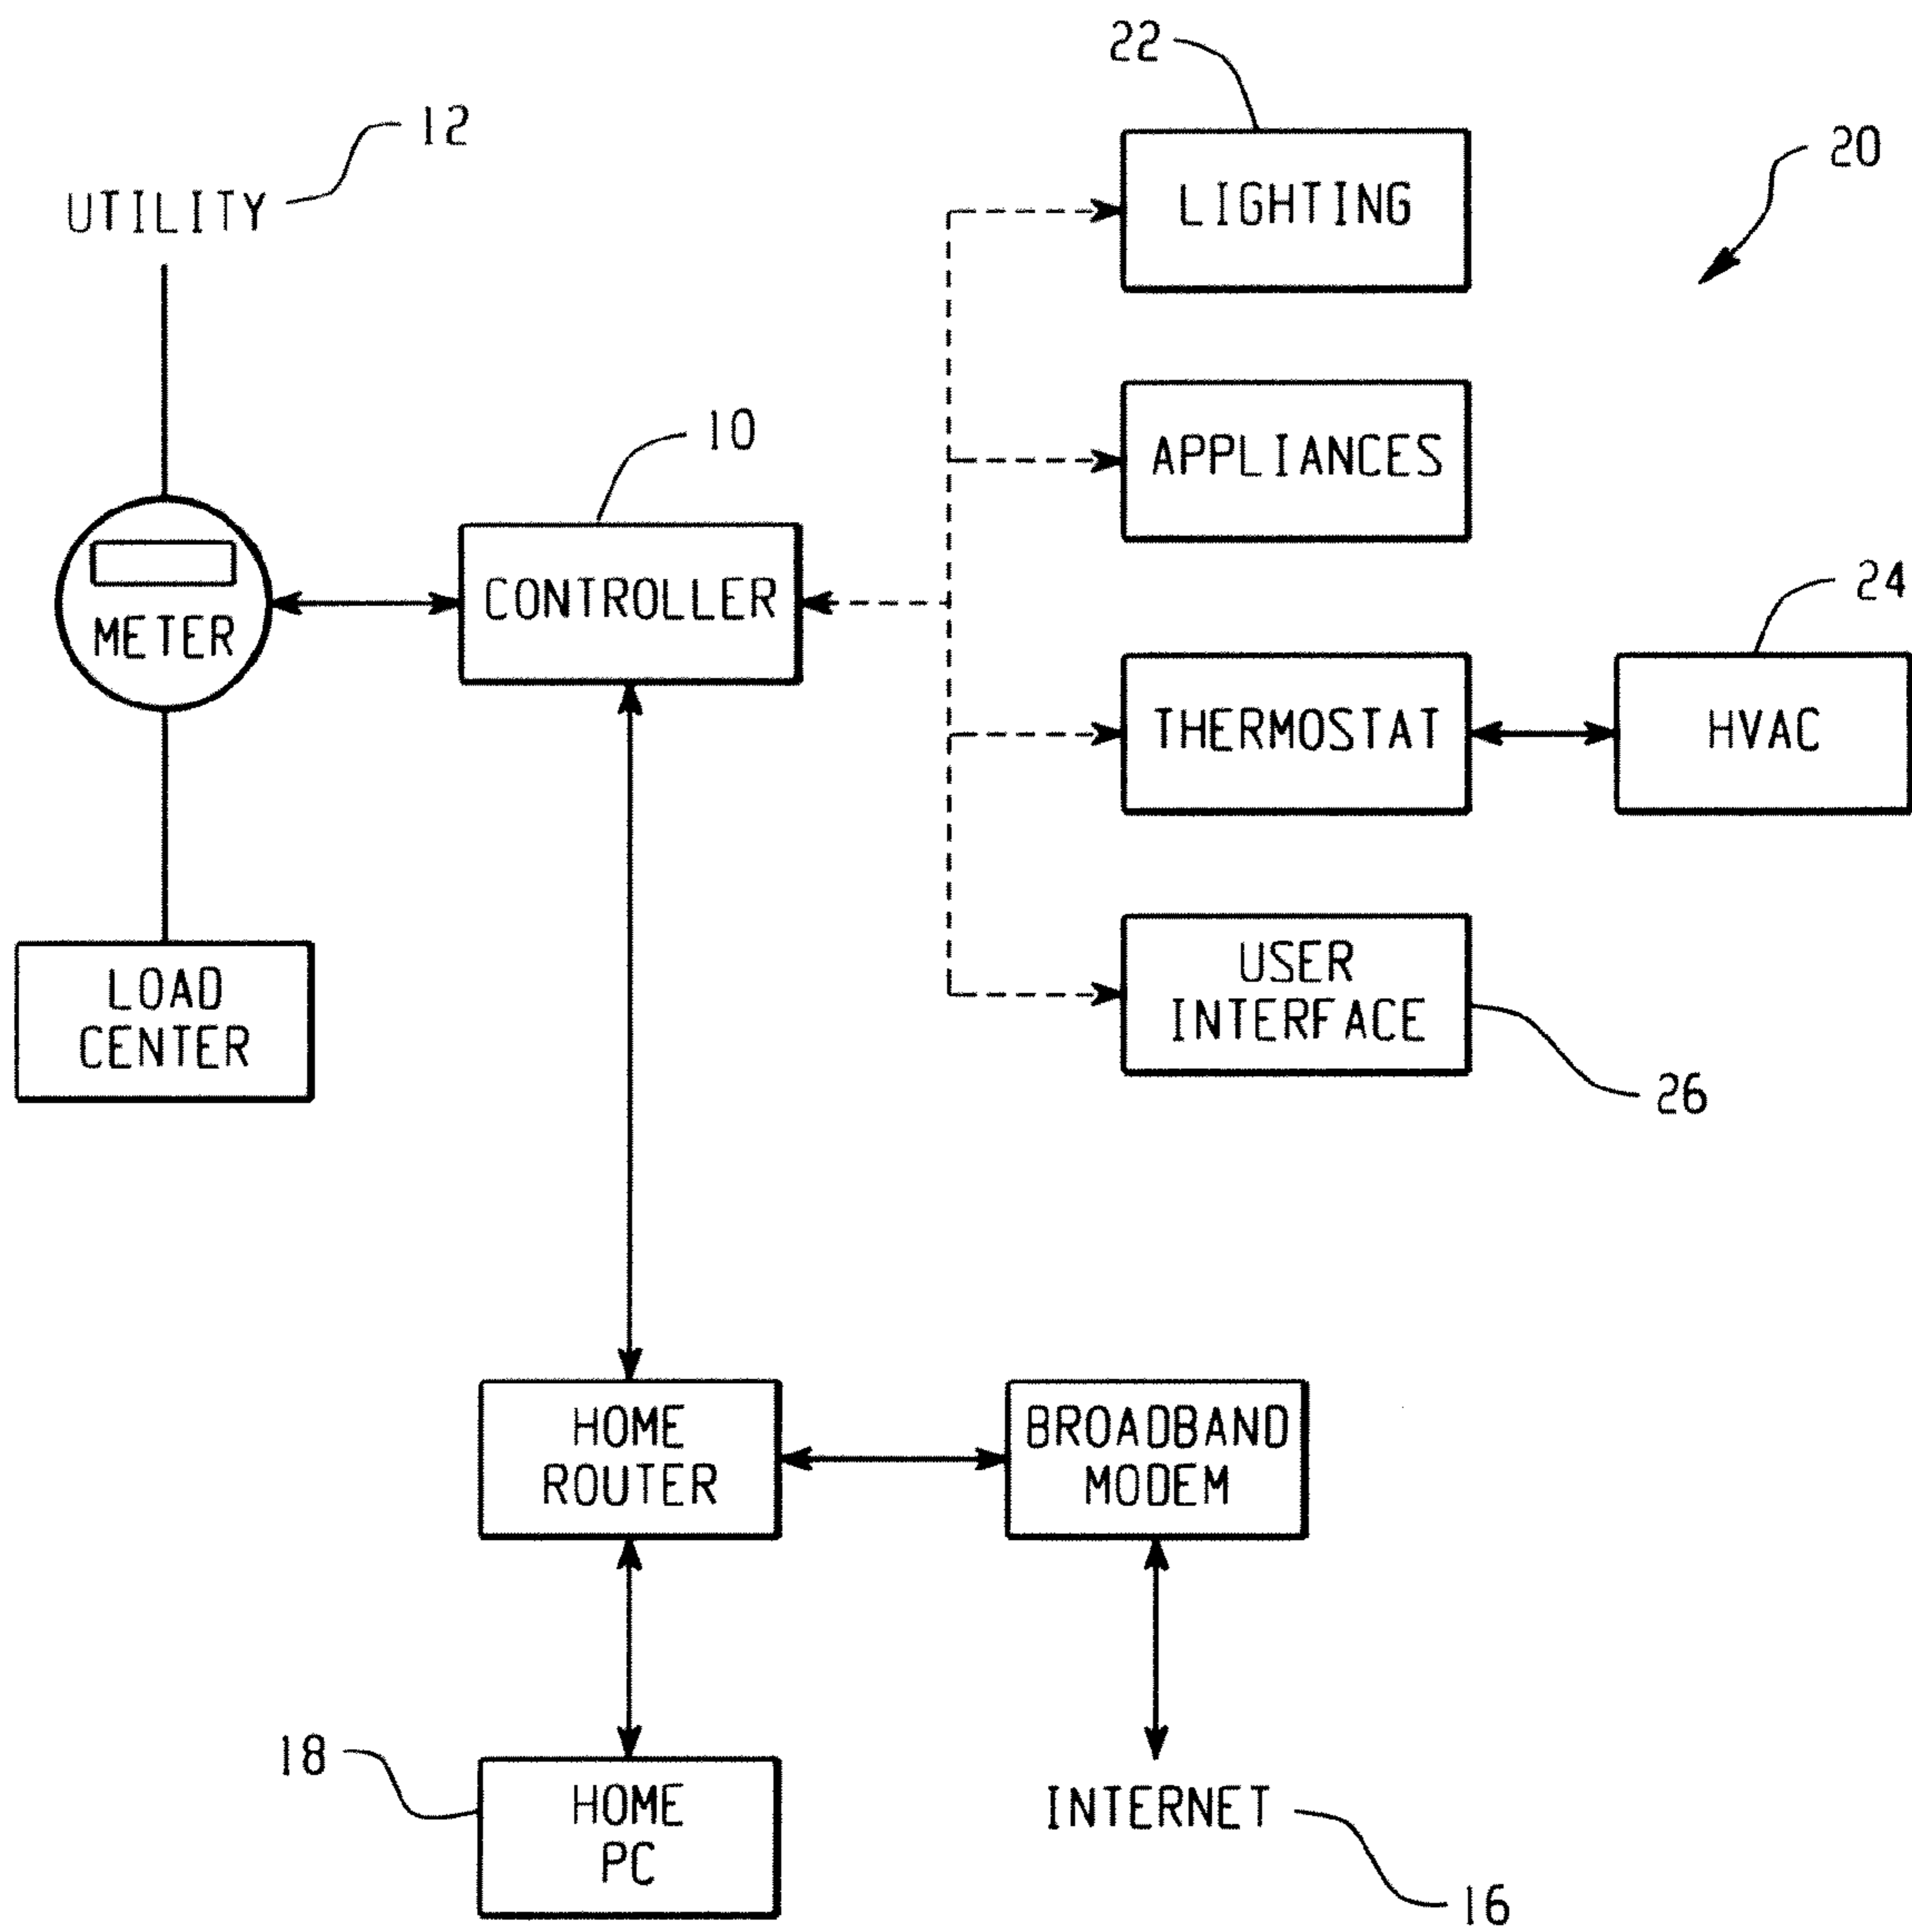 22
12
20
UTILITY
LIGHTING
10
APPLIANCES
CONTROLLER
METER
24
THERMOSTAT
HVAC
LOAD
CENTER
USER
INTERFACE
26
HOME
ROUTER
BROADBAND
MODEM
18
HOME
PC
INTERNET
16